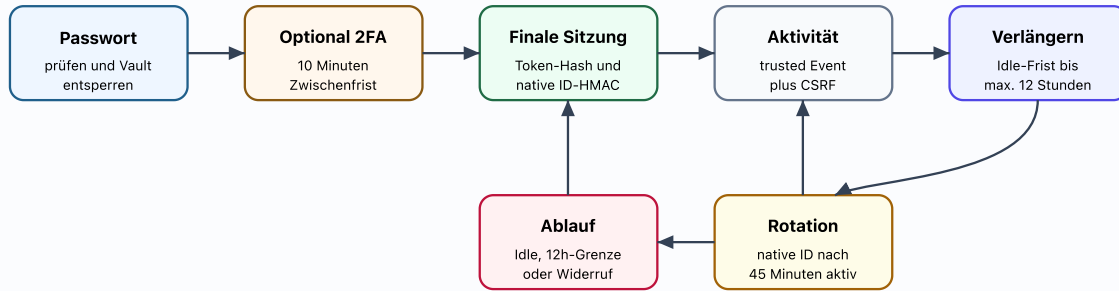 Passwort
prüfen und Vault
entsperren
Optional 2FA
10 Minuten
Zwischenfrist
Finale Sitzung
Token-Hash und
native ID-HMAC
Aktivität
trusted Event
plus CSRF
Verlängern
Idle-Frist bis
max. 12 Stunden
Ablauf
Idle, 12h-Grenze
oder Widerruf
Rotation
native ID nach
45 Minuten aktiv